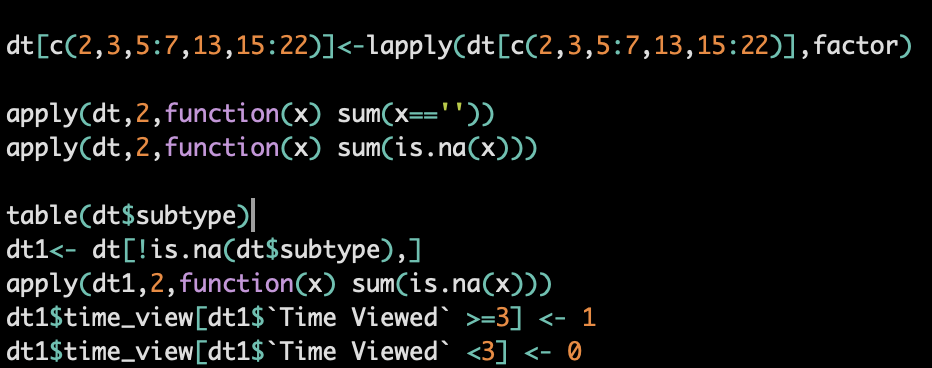 dt[c(2,3,5:7,13,15:22)]<-lapply(dt[c(2,3,5:7,13,15:22)],factor)
apply(dt,2,function(x) sum(x==''))
apply(dt,2,function(x) sum(is.na(x)))
table(dt$subtype)
dt1<- dt[!is.na(dt$subtype),]
apply(dt1,2,function(x) sum(is.na(x)))
dt1$time_view[dt1$`Time Viewed` >=3] <- 1
dt1$time_view[dt1$`Time Viewed` <3] <- 0